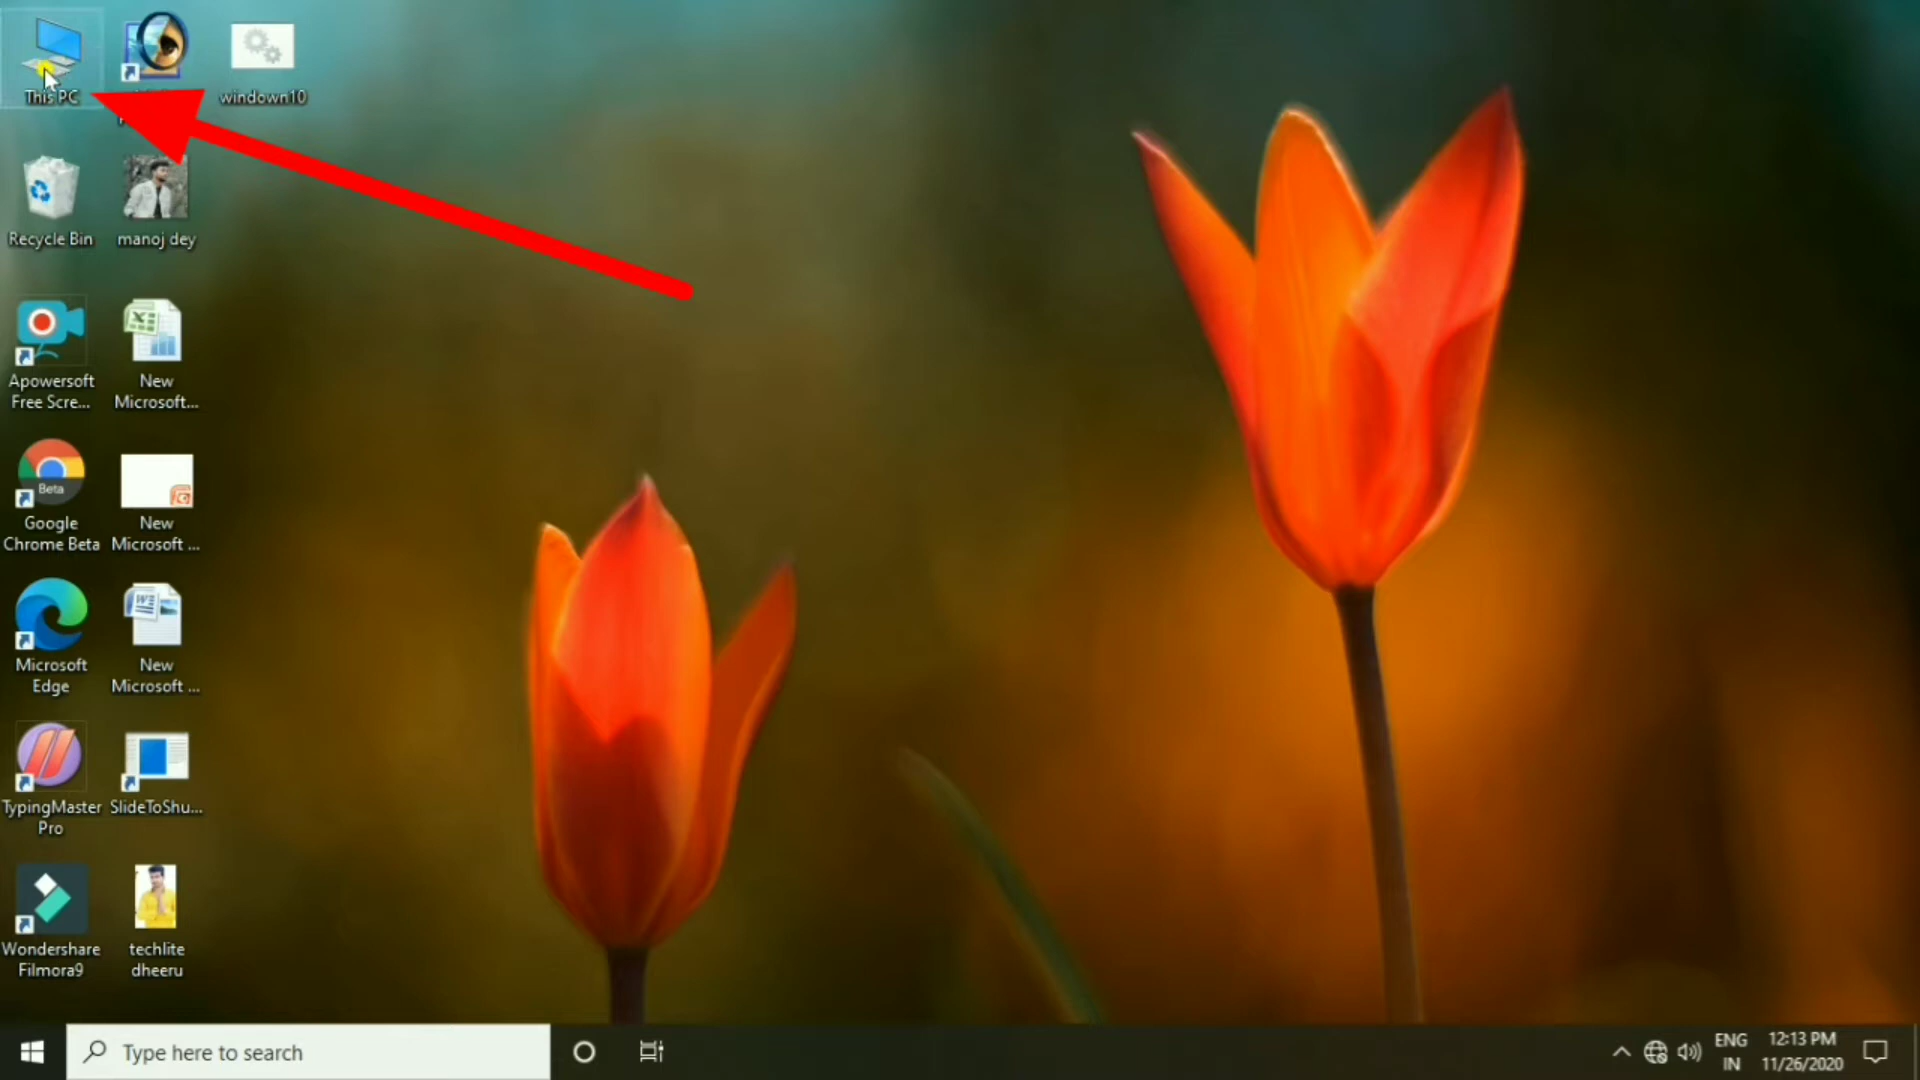 This PC
windown10
Recycle Bin
manoj dey
Apowersoft
Free Scre...
New
Microsoft...
Google
Chrome Beta
Beta
New
Microsoft ...
Microsoft
Edge
New
Microsoft ...
TypingMaster
Pro
SlideToShu...
Wondershare
Filmora9
techlite
dheeru
Type here to search
ENG
IN
12:13 PM
11/26/2020